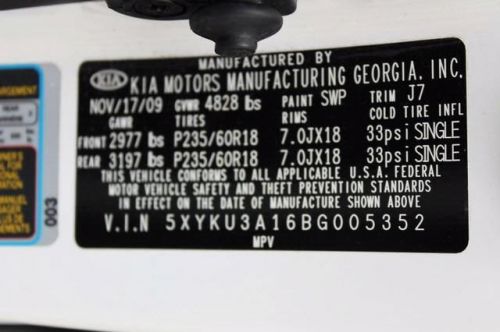 MANUFACTURED BY
KIA KIA MOTORS MANUFACTURING GEORGIA, INC.
NOV/17/09 GVWR 4828 lbs PAINT SWP TRIM J7
GAWR TIRES RIMS COLD TIRE INFL
FRONT 2977 lbs P235/60R18 7.0JX18 33psi SINGLE
REAR 3197 lbs P235/60R18 7.0JX18 33psi SINGLE
THIS VEHICLE CONFORMS TO ALL APPLICABLE U.S.A. FEDERAL
MOTOR VEHICLE SAFETY AND THEFT PREVENTION STANDARDS
IN EFFECT ON THE DATE OF MANUFACTURE SHOWN ABOVE
V.I.N 5XYKU3A16BG005352
MPV
003